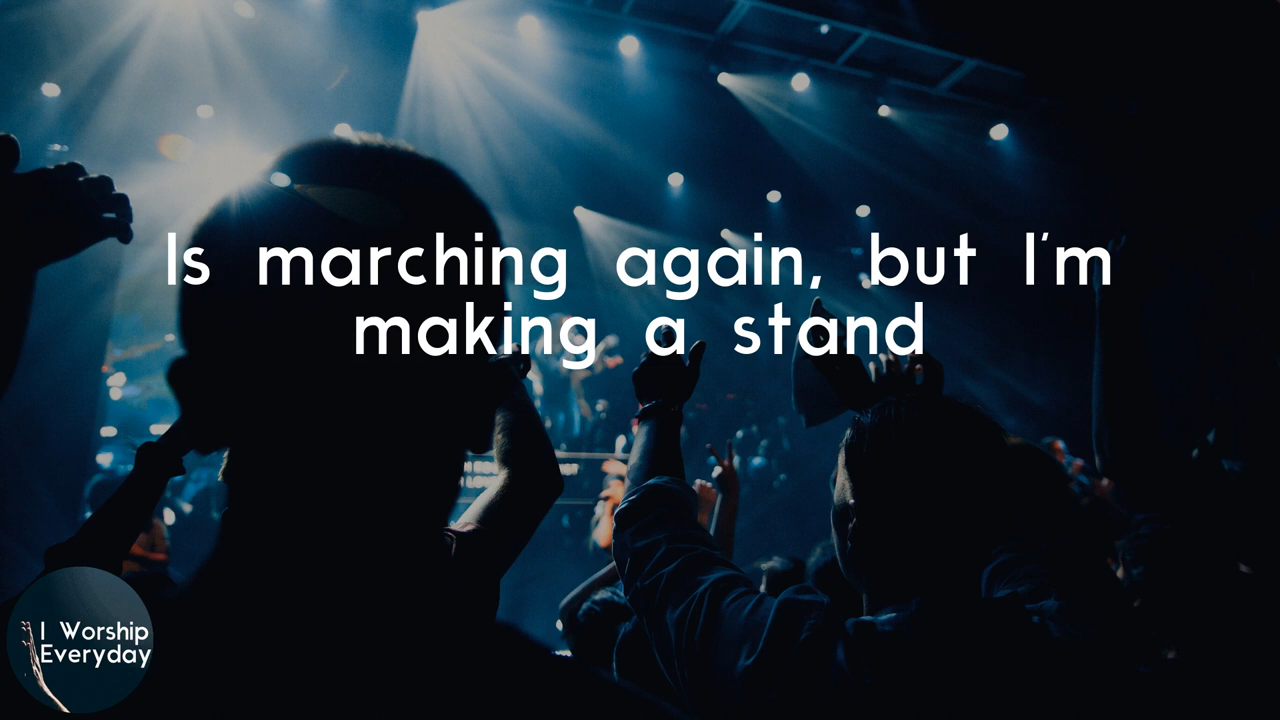 Is marching again, but I'm
making a stand
I Worship
Everyday